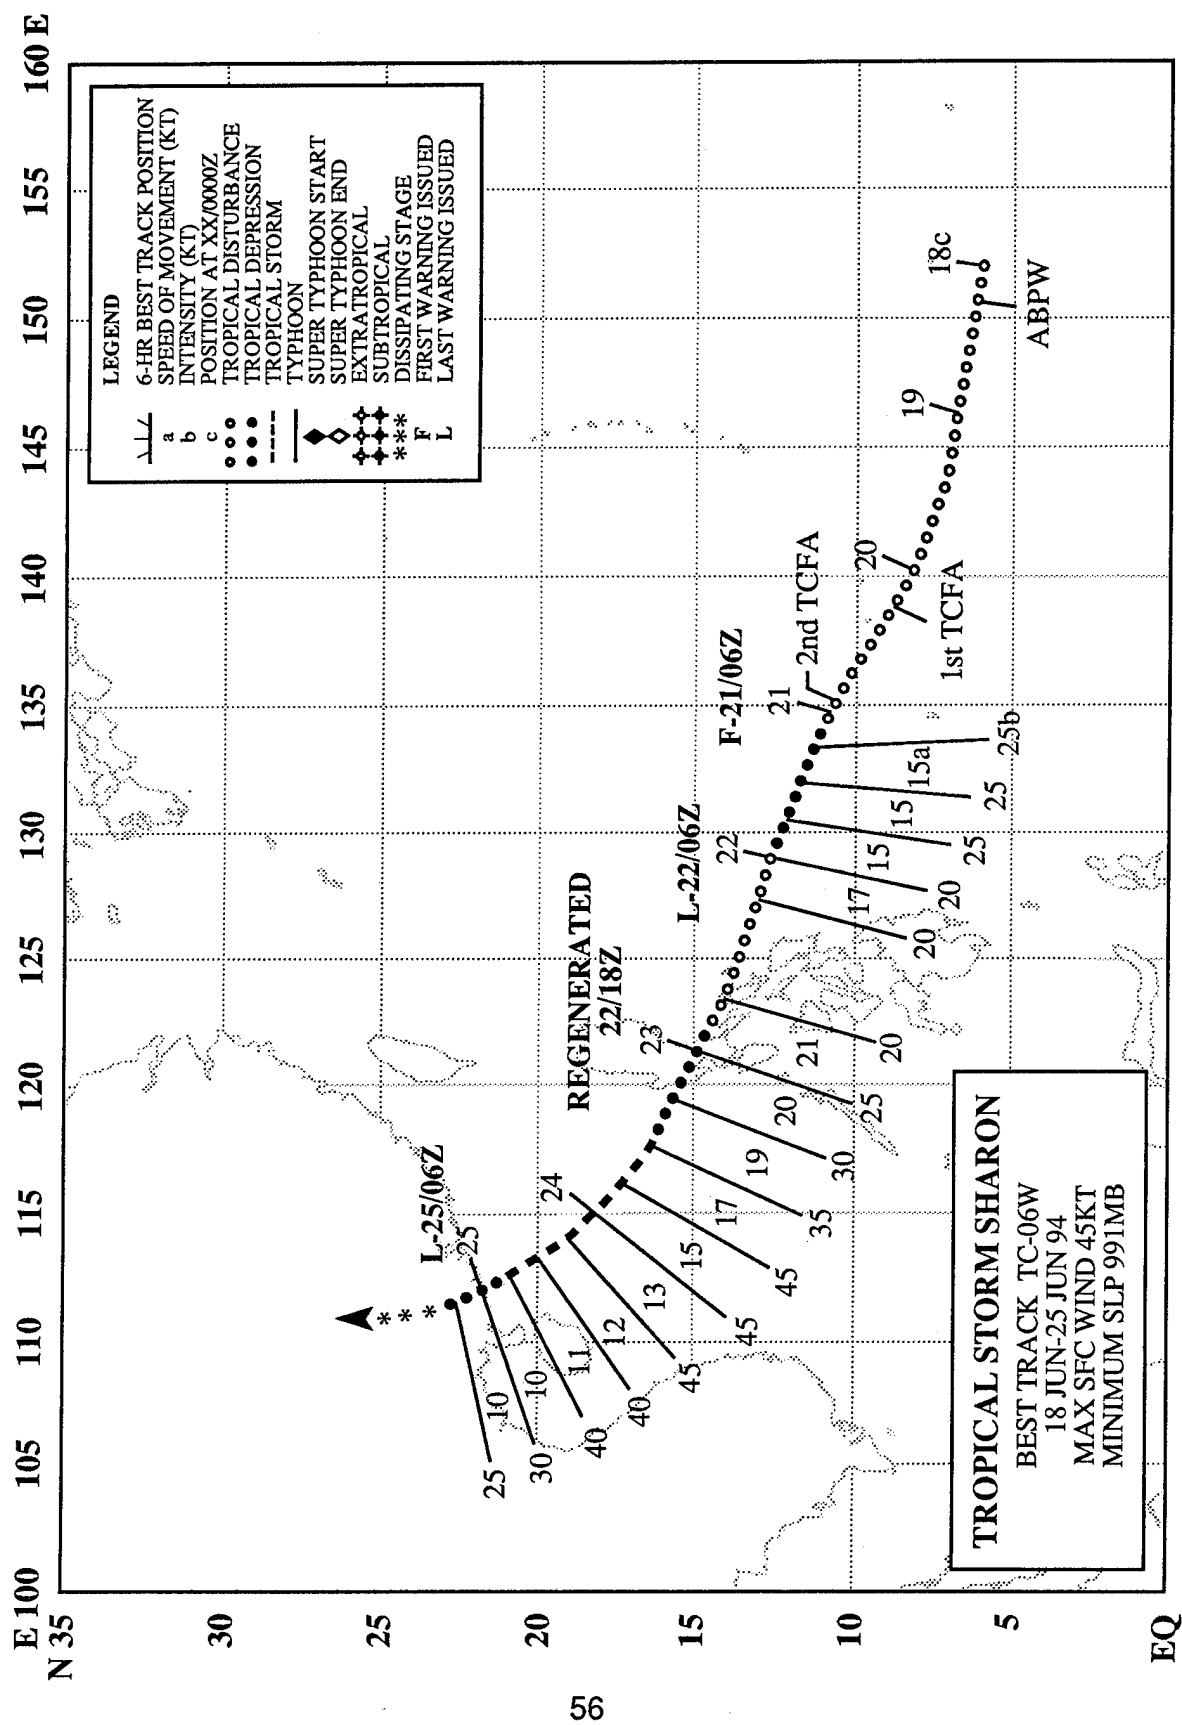 E 100 105 110 115 120 125 130 135 140 145 150 155 160 E
N 35
30
25
20
15
10
5
EQ
LEGEND
6-HR BEST TRACK POSITION
a SPEED OF MOVEMENT (KT)
b INTENSITY (KT)
c POSITION AT XX/0000Z
TROPICAL DISTURBANCE
TROPICAL DEPRESSION
TROPICAL STORM
TYPHOON
SUPER TYPHOON START
SUPER TYPHOON END
EXTRATROPICAL
SUBTROPICAL
*** DISSIPATING STAGE
F FIRST WARNING ISSUED
L LAST WARNING ISSUED
***
L-25/06Z
25
24
REGENERATED
22/18Z
23
L-22/06Z
22
F-21/06Z
21
2nd TCFA
20
1st TCFA
19
18c
ABPW
10
10
11
12
13
15
17
19
20
21
17
15
15
15a
25
30
40
40
45
45
45
35
30
25
20
20
20
25
25
25b
TROPICAL STORM SHARON
BEST TRACK TC-06W
18 JUN-25 JUN 94
MAX SFC WIND 45KT
MINIMUM SLP 991MB
56